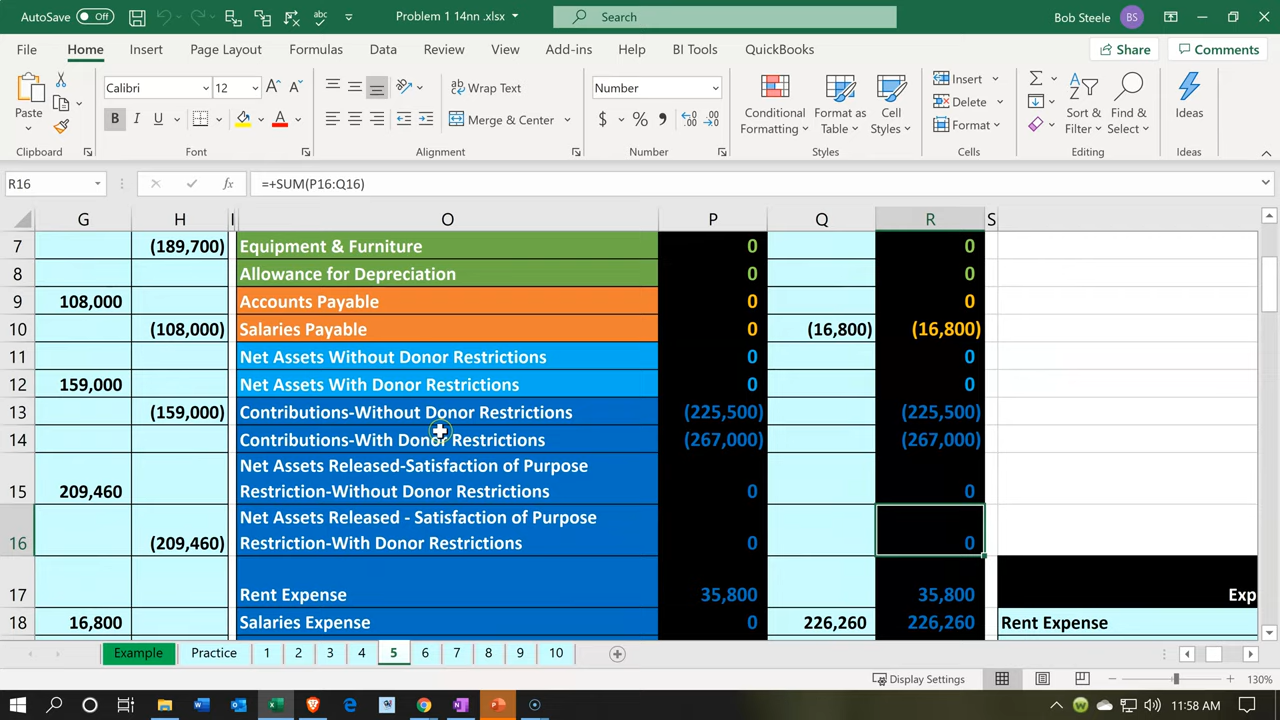 AutoSave Off Problem 1 14nn .xlsx Search Bob Steele BS
File Home Insert Page Layout Formulas Data Review View Add-ins Help BI Tools QuickBooks Share Comments
Calibri 12 Wrap Text Number Insert
Paste B I U Merge & Center $ % Conditional Formatting Format as Table Cell Styles Delete Format Sort & Filter Find & Select Ideas
Clipboard Font Alignment Number Styles Cells Editing Ideas
R16 fx =+SUM(P16:Q16)
G H I O P Q R S
7 (189,700) Equipment & Furniture 0 0
8 Allowance for Depreciation 0 0
9 108,000 Accounts Payable 0 0
10 (108,000) Salaries Payable 0 (16,800) (16,800)
11 Net Assets Without Donor Restrictions 0 0
12 159,000 Net Assets With Donor Restrictions 0 0
13 (159,000) Contributions-Without Donor Restrictions (225,500) (225,500)
14 Contributions-With Donor Restrictions (267,000) (267,000)
Net Assets Released-Satisfaction of Purpose
15 209,460 Restriction-Without Donor Restrictions 0 0
Net Assets Released - Satisfaction of Purpose
16 (209,460) Restriction-With Donor Restrictions 0 0
17 Rent Expense 35,800 35,800 Exp
18 16,800 Salaries Expense 0 226,260 226,260 Rent Expense
Example Practice 1 2 3 4 5 6 7 8 9 10
Display Settings 130%
11:58 AM